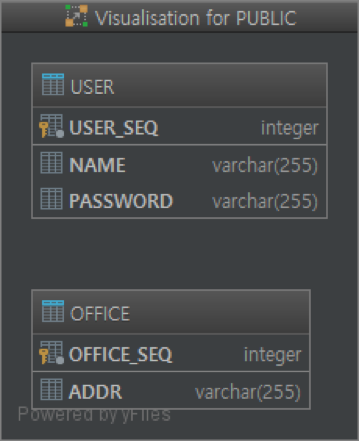 Visualisation for PUBLIC
USER
USER_SEQ integer
NAME varchar(255)
PASSWORD varchar(255)
OFFICE
OFFICE_SEQ integer
ADDR varchar(255)
Powered by yFiles